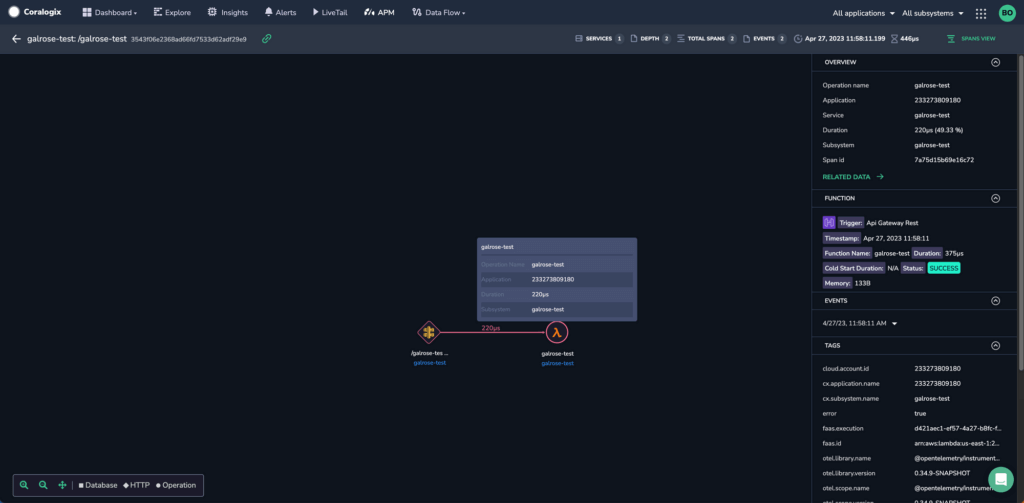 Coralogix Dashboard Explore Insights Alerts LiveTail APM Data Flow All applications All subsystems BO
galrose-test: /galrose-test 3543f06e2368ad66fd7533d62adf29e9 SERVICES 1 DEPTH 2 TOTAL SPANS 2 EVENTS 2 Apr 27, 2023 11:58:11.199 446μs SPANS VIEW
galrose-test
Operation Name galrose-test
Application 233273809180
Duration 220μs
Subsystem galrose-test
220μs
/galrose-tes ...
galrose-test
galrose-test
galrose-test
Database HTTP Operation
OVERVIEW
Operation name galrose-test
Application 233273809180
Service galrose-test
Duration 220μs (49.33 %)
Subsystem galrose-test
Span id 7a75d15b69e16c72
RELATED DATA
FUNCTION
Trigger: Api Gateway Rest
Timestamp: Apr 27, 2023 11:58:11
Function Name: galrose-test Duration: 375μs
Cold Start Duration: N/A Status: SUCCESS
Memory: 133B
EVENTS
4/27/23, 11:58:11 AM
TAGS
cloud.account.id 233273809180
cx.application.name 233273809180
cx.subsystem.name galrose-test
error true
faas.execution d421aec1-ef57-4a27-b8fc-f...
faas.id arn:aws:lambda:us-east-1:2...
otel.library.name @opentelemetry/instrument...
otel.library.version 0.34.9-SNAPSHOT
otel.scope.name @opentelemetry/instru